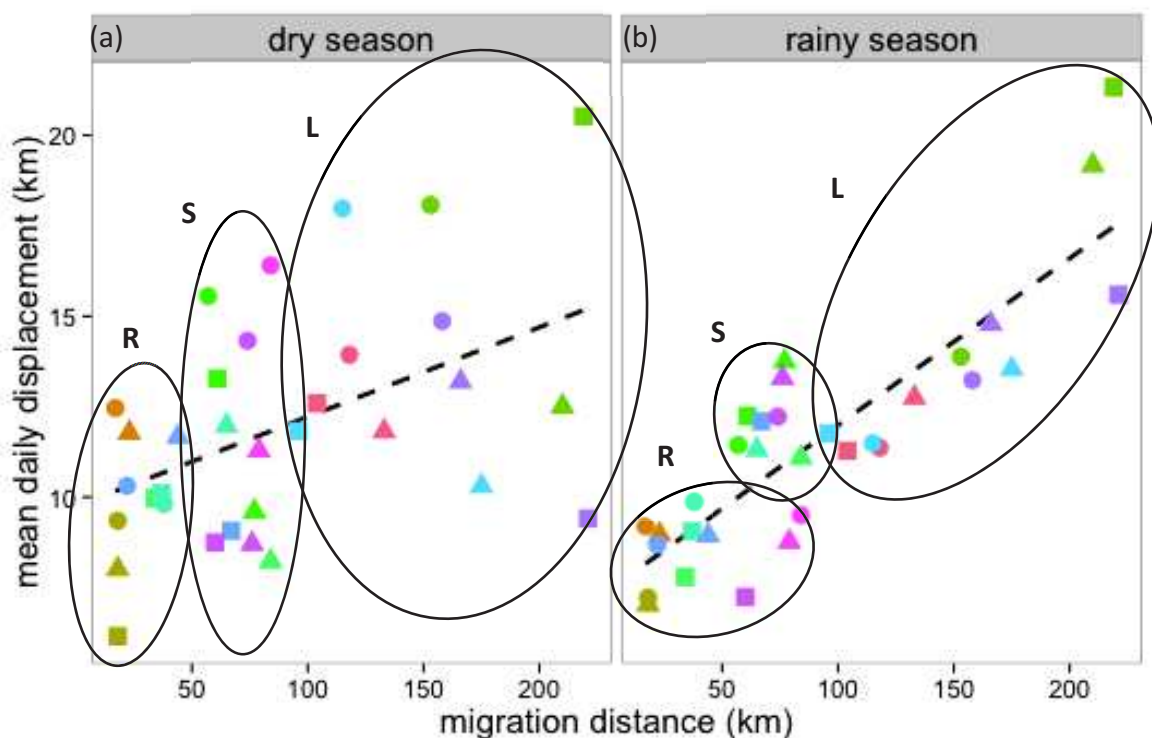 (a) dry season
(b) rainy season
mean daily displacement (km)
20
15
10
R
S
L
R
S
L
50 100 150 200
50 100 150 200
migration distance (km)